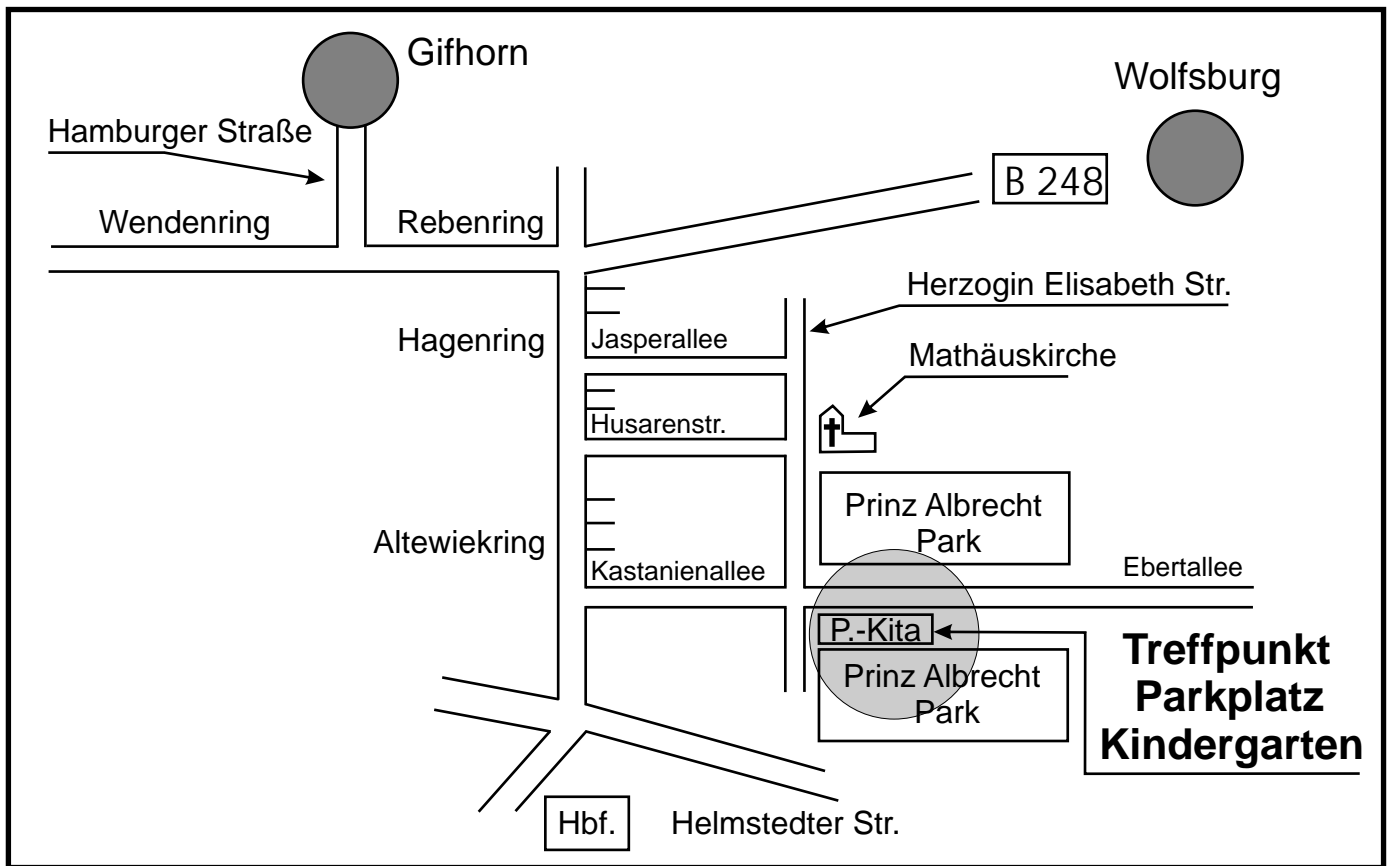 Gifhorn
Wolfsburg
Hamburger Straße
B 248
Wendenring
Rebenring
Herzogin Elisabeth Str.
Hagenring
Jasperallee
Mathäuskirche
Husarenstr.
Prinz Albrecht
Park
Altewiekring
Kastanienallee
Ebertallee
P.-Kita
Treffpunkt
Parkplatz
Kindergarten
Prinz Albrecht
Park
Hbf.
Helmstedter Str.